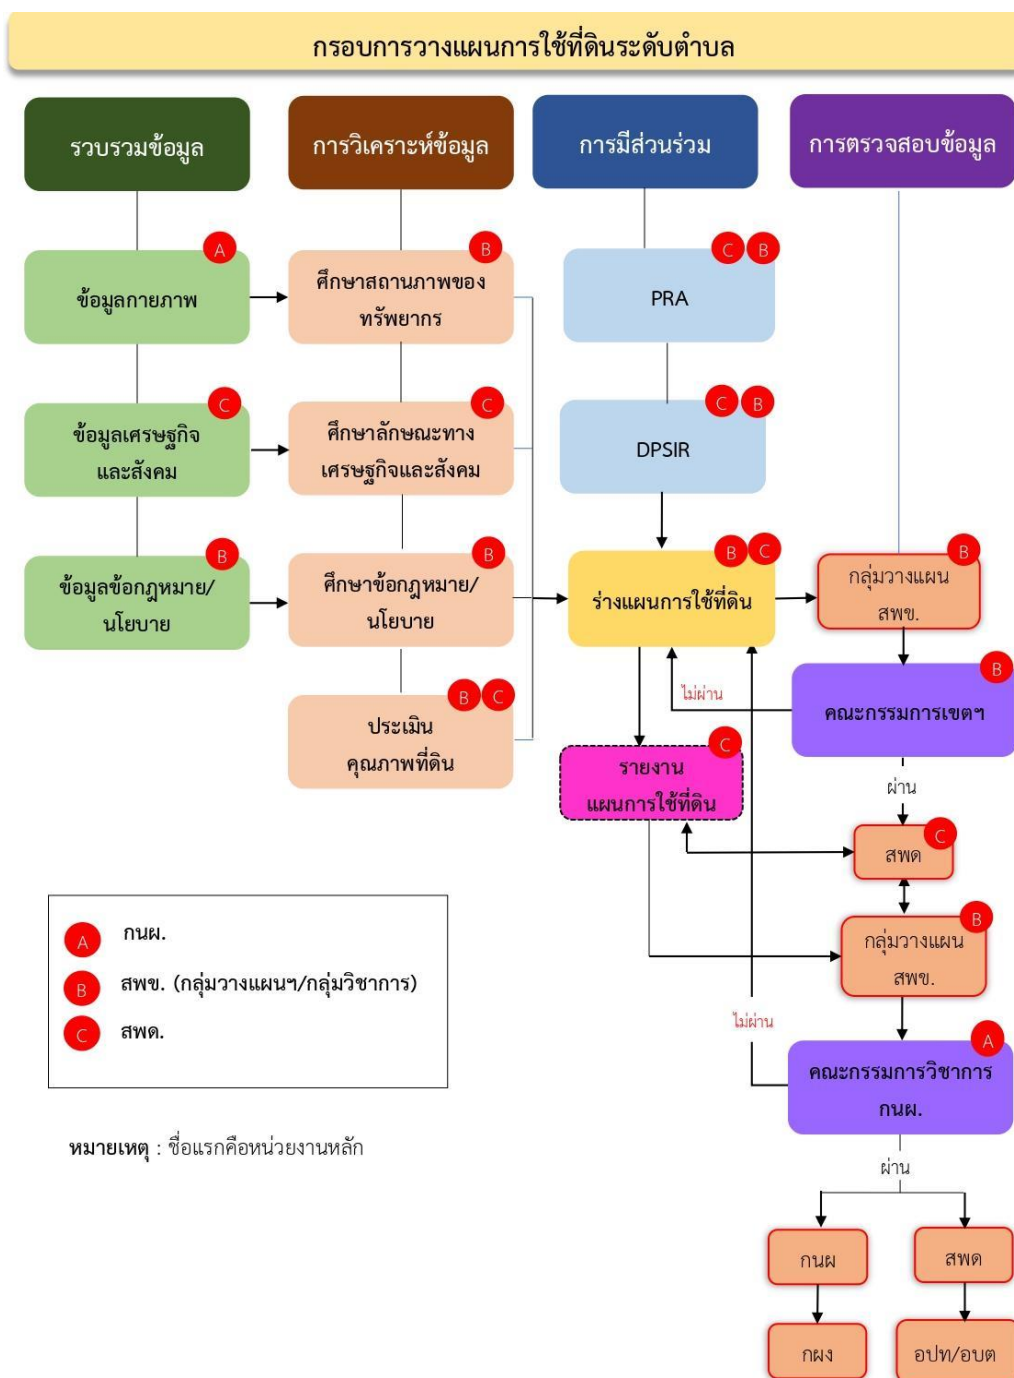 กรอบการวางแผนการใช้ที่ดินระดับตำบล
รวบรวมข้อมูล
การวิเคราะห์ข้อมูล
การมีส่วนร่วม
การตรวจสอบข้อมูล
A
ข้อมูลกายภาพ
B
ศึกษาสถานภาพของ
ทรัพยากร
C B
PRA
C
ข้อมูลเศรษฐกิจ
และสังคม
C
ศึกษาลักษณะทาง
เศรษฐกิจและสังคม
C B
DPSIR
B
ข้อมูลข้อกฎหมาย/
นโยบาย
B
ศึกษาข้อกฎหมาย/
นโยบาย
B C
ร่างแผนการใช้ที่ดิน
B
กลุ่มวางแผน
สพข.
B C
ประเมิน
คุณภาพที่ดิน
ไม่ผ่าน
B
คณะกรรมการเขตฯ
C
รายงาน
แผนการใช้ที่ดิน
ผ่าน
C
สพด
B
กลุ่มวางแผน
สพข.
A กนผ.
B สพข. (กลุ่มวางแผนฯ/กลุ่มวิชาการ)
C สพด.
ไม่ผ่าน
A
คณะกรรมการวิชาการ
กนผ.
หมายเหตุ : ชื่อแรกคือหน่วยงานหลัก
ผ่าน
กนผ
สพด
กผง
อปท/อบต